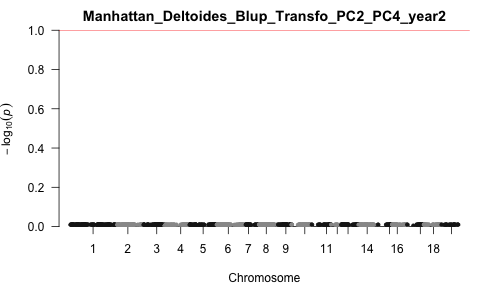 Manhattan_Deltoides_Blup_Transfo_PC2_PC4_year2
1.0
0.8
0.6
0.4
0.2
0.0
−log10(p)
1 2 3 4 5 6 7 8 9 11 14 16 18
Chromosome